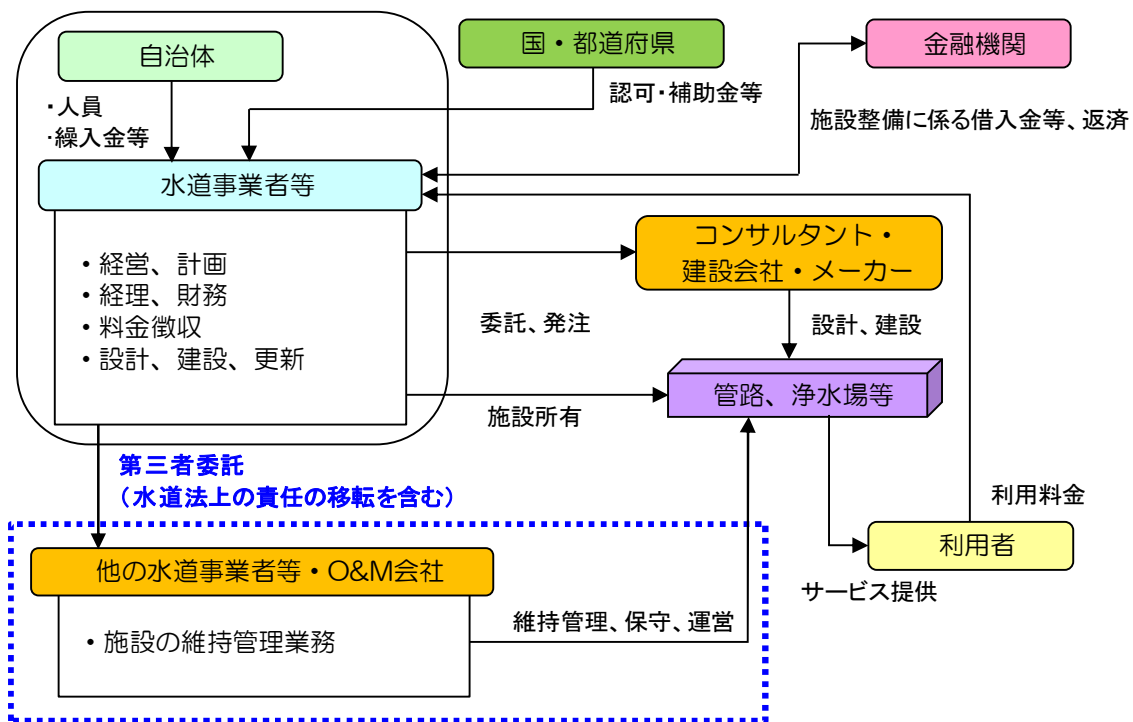 自治体
国・都道府県
金融機関
・人員
・繰入金等
認可・補助金等
施設整備に係る借入金等、返済
水道事業者等
・経営、計画
・経理、財務
・料金徴収
・設計、建設、更新
コンサルタント・
建設会社・メーカー
委託、発注
設計、建設
管路、浄水場等
施設所有
第三者委託
（水道法上の責任の移転を含む）
利用料金
利用者
サービス提供
他の水道事業者等・O&M会社
・施設の維持管理業務
維持管理、保守、運営